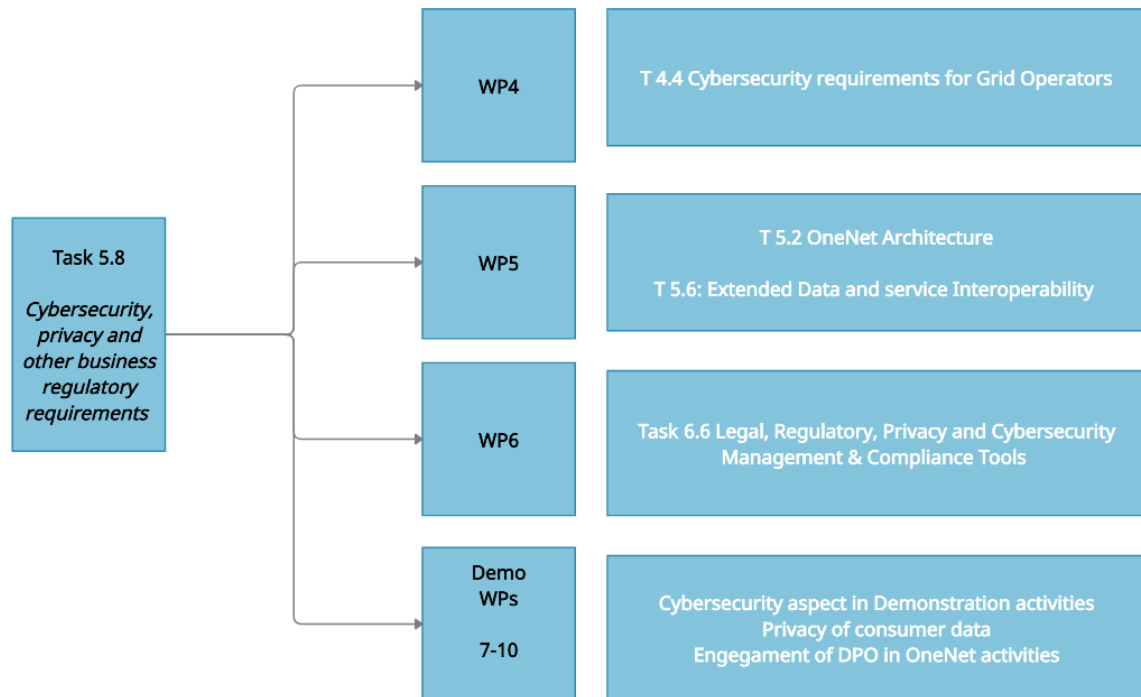 Task 5.8
Cybersecurity,
privacy and
other business
regulatory
requirements
WP4
T 4.4 Cybersecurity requirements for Grid Operators
WP5
T 5.2 OneNet Architecture
T 5.6: Extended Data and service Interoperability
WP6
Task 6.6 Legal, Regulatory, Privacy and Cybersecurity
Management & Compliance Tools
Demo
WPs
7-10
Cybersecurity aspect in Demonstration activities
Privacy of consumer data
Engegament of DPO in OneNet activities